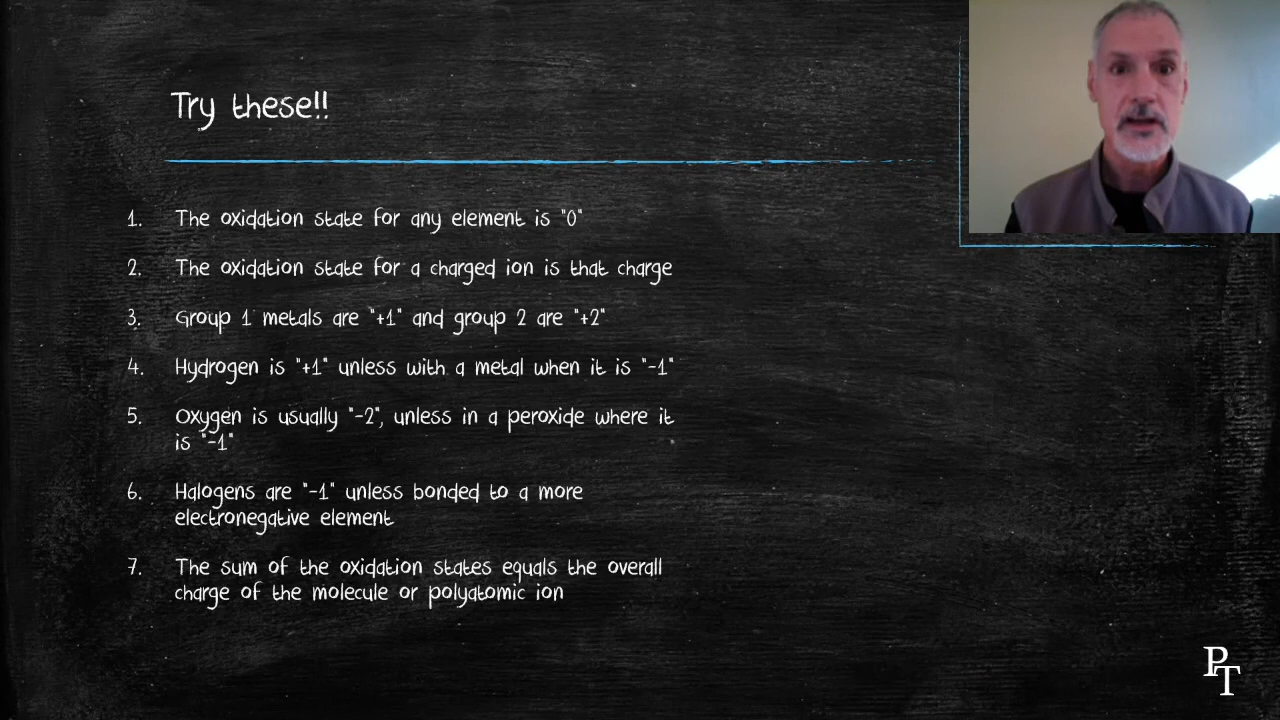 Try these!!
1. The oxidation state for any element is "0"
2. The oxidation state for a charged ion is that charge
3. Group 1 metals are "+1" and group 2 are "+2"
4. Hydrogen is "+1" unless with a metal when it is "-1"
5. Oxygen is usually "-2", unless in a peroxide where it
is "-1"
6. Halogens are "-1" unless bonded to a more
electronegative element
7. The sum of the oxidation states equals the overall
charge of the molecule or polyatomic ion
PT